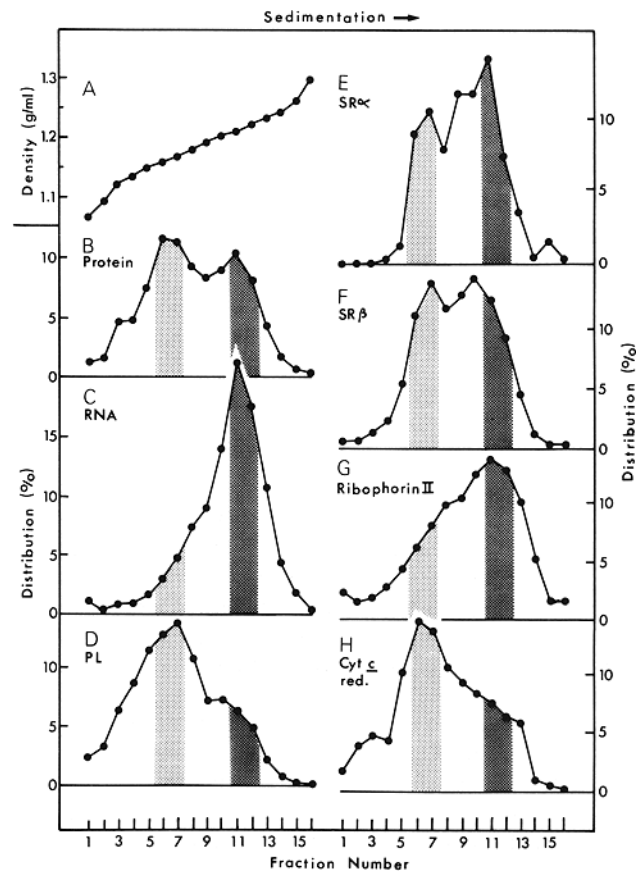 Sedimentation →
A
Density (g/ml)
1.3
1.2
1.1
B
Protein
10
5
0
C
RNA
15
10
5
0
D
PL
10
5
0
Distribution (%)
1 3 5 7 9 11 13 15
E
SRα
10
5
0
F
SRβ
10
5
0
G
Ribophorin II
10
5
0
H
Cyt c
red.
10
5
0
Distribution (%)
1 3 5 7 9 11 13 15
Fraction Number